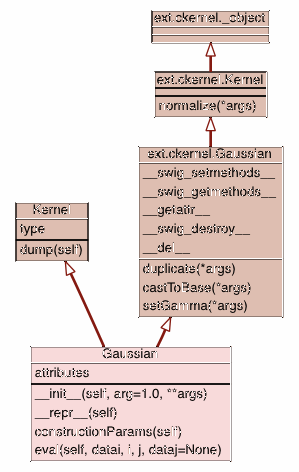 ext.ckernel._object
ext.ckernel.Kernel
normalize(*args)
ext.ckernel.Gaussian
__swig_setmethods__
__swig_getmethods__
__getattr__
__swig_destroy__
__del__
duplicate(*args)
castToBase(*args)
setGamma(*args)
Kernel
type
dump(self)
Gaussian
attributes
__init__(self, arg=1.0, **args)
__repr__(self)
constructionParams(self)
eval(self, datai, i, j, dataj=None)